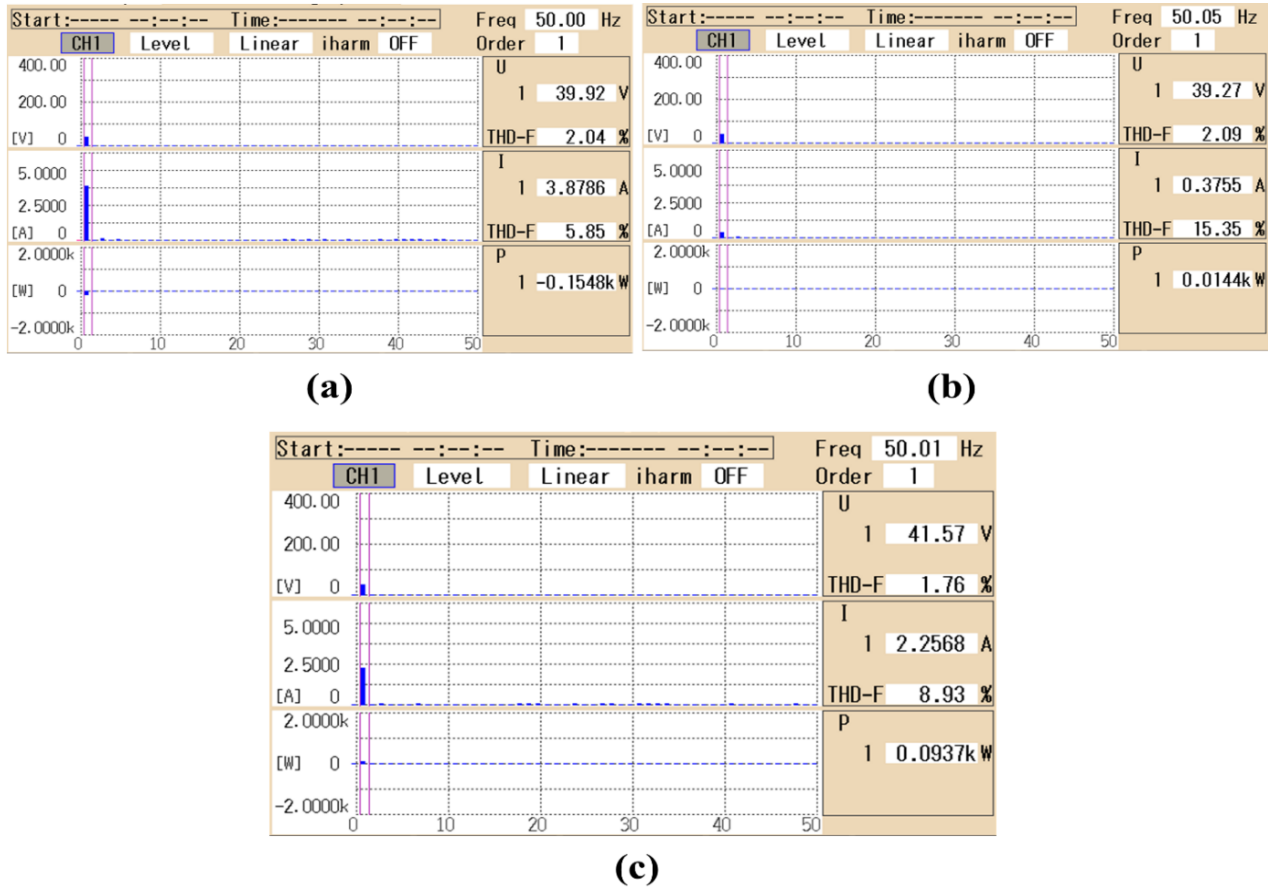 Start:----- --:--:-- Time:------- --:--:-- Freq 50.00 Hz
CH1 Level Linear iharm OFF Order 1
400.00
200.00
[V] 0
U
1 39.92 V
THD-F 2.04 %
5.0000
2.5000
[A] 0
I
1 3.8786 A
THD-F 5.85 %
2.0000k
[W] 0
-2.0000k
P
1 -0.1548k W
0 10 20 30 40 50
(a)
Start:----- --:--:-- Time:------- --:--:-- Freq 50.05 Hz
CH1 Level Linear iharm OFF Order 1
400.00
200.00
[V] 0
U
1 39.27 V
THD-F 2.09 %
5.0000
2.5000
[A] 0
I
1 0.3755 A
THD-F 15.35 %
2.0000k
[W] 0
-2.0000k
P
1 0.0144k W
0 10 20 30 40 50
(b)
Start:----- --:--:-- Time:------- --:--:-- Freq 50.01 Hz
CH1 Level Linear iharm OFF Order 1
400.00
200.00
[V] 0
U
1 41.57 V
THD-F 1.76 %
5.0000
2.5000
[A] 0
I
1 2.2568 A
THD-F 8.93 %
2.0000k
[W] 0
-2.0000k
P
1 0.0937k W
0 10 20 30 40 50
(c)